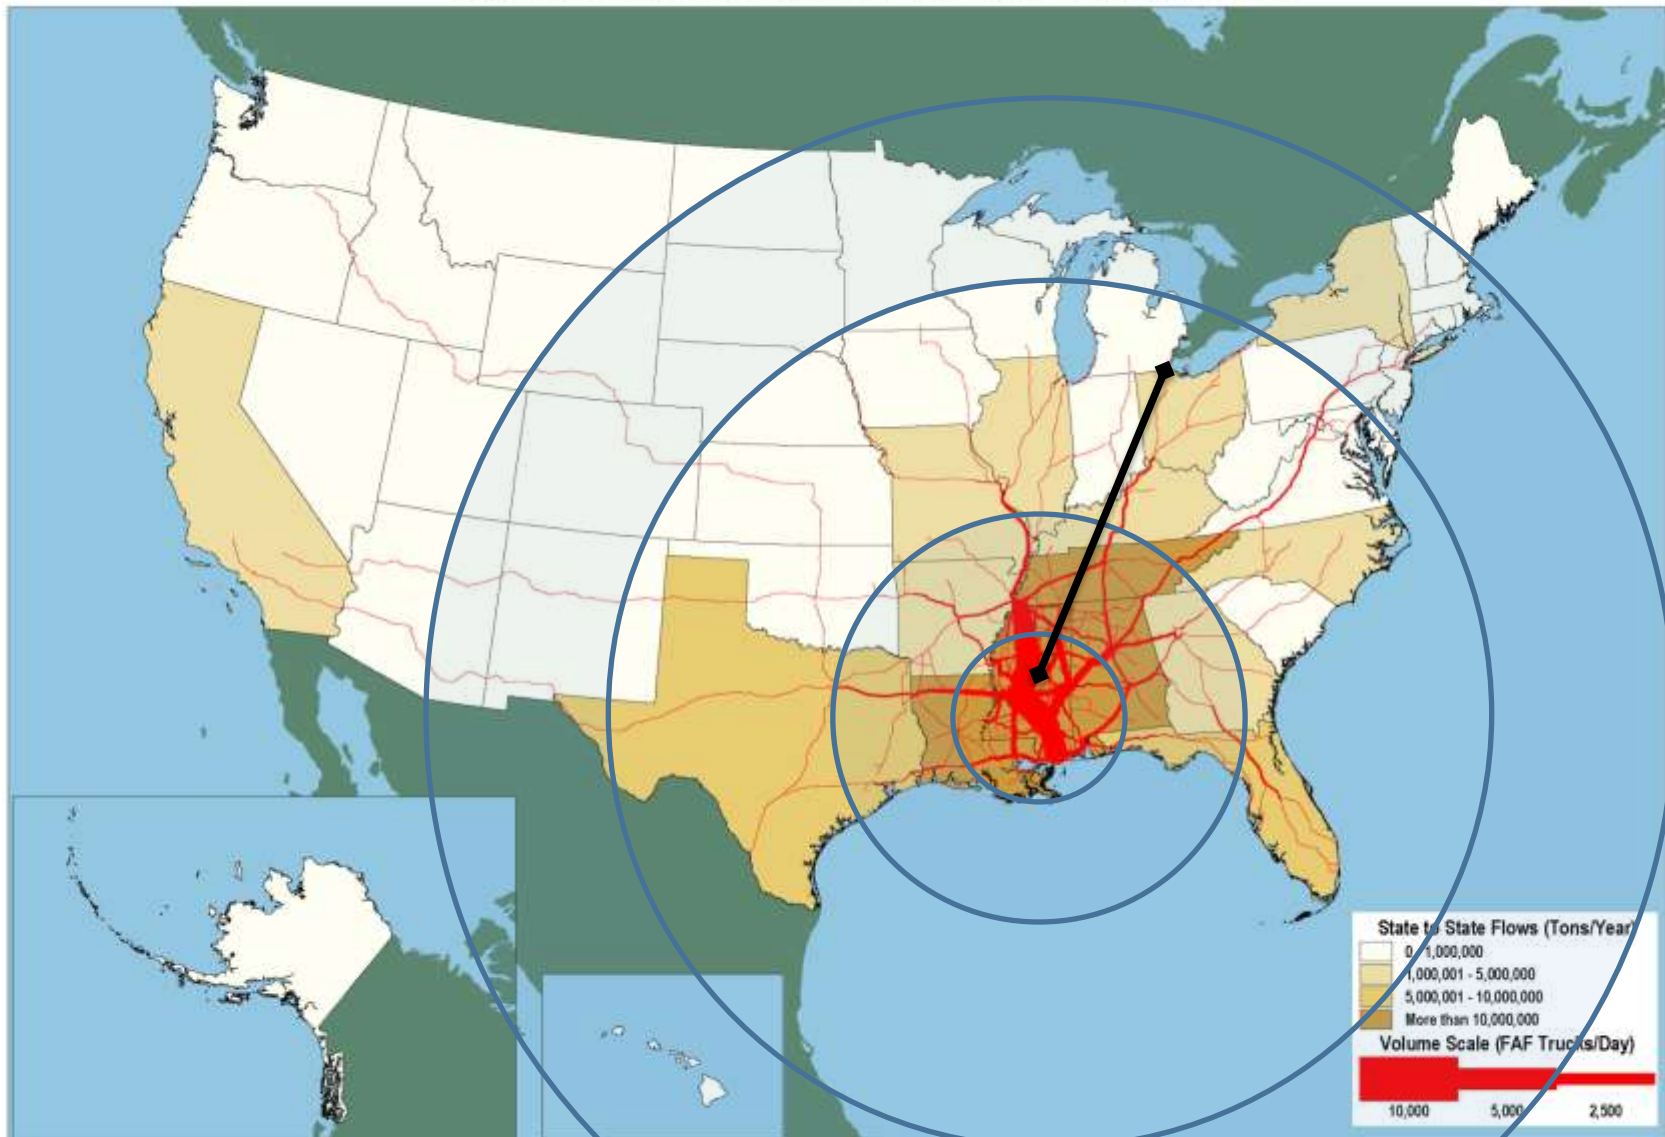 State to State Flows (Tons/Year)
0 - 1,000,000
1,000,001 - 5,000,000
5,000,001 - 10,000,000
More than 10,000,000
Volume Scale (FAF Trucks/Day)
10,000 5,000 2,500